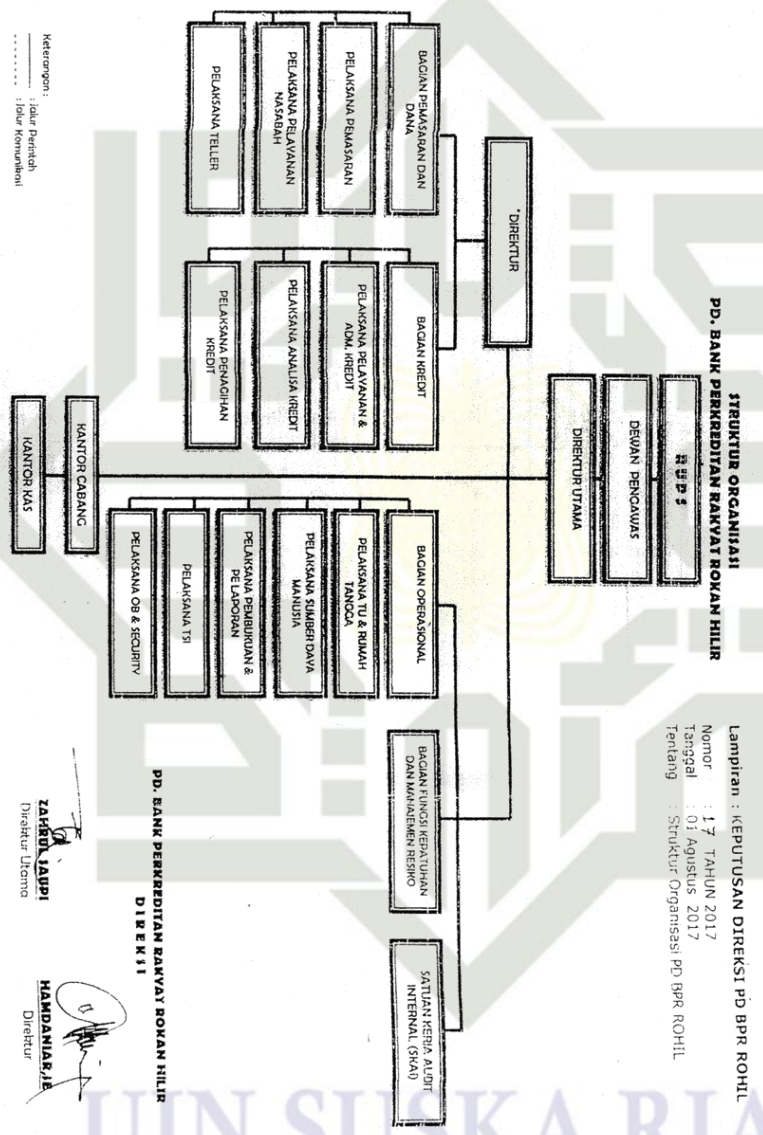 STRUKTUR ORGANISASI
PD. BANK PERKREDITAN RAKYAT ROKAN HILIR
Lampiran : KEPUTUSAN DIREKSI PD BPR ROHIL
Nomor : 17 TAHUN 2017
Tanggal : 01 Agustus 2017
Tentang : Struktur Organisasi PD BPR ROHIL
RUPS
DEWAN PENGAWAS
DIREKTUR UTAMA
DIREKTUR
BAGIAN PEMASARAN DAN
DANA
PELAKSANA PEMASARAN
PELAKSANA PELAYANAN
NASABAH
PELAKSANA TELLER
BAGIAN KREDIT
PELAKSANA PELAYANAN &
ADM. KREDIT
PELAKSANA ANALISA KREDIT
PELAKSANA PENAGIHAN
KREDIT
BAGIAN OPERASIONAL
PELAKSANA TU & RUMAH
TANGGA
PELAKSANA SUMBER DAYA
MANUSIA
PELAKSANA PEMBUKUAN &
PELAPORAN
PELAKSANA TSI
PELAKSANA OB & SECURITY
BAGIAN FUNGSI KEPATUHAN
DAN MANAJEMEN RESIKO
SATUAN KERJA AUDIT
INTERNAL (SKAI)
KANTOR CABANG
KANTOR KAS
Keterangan :
: Jalur Perintah
: Jalur Komunikasi
PD. BANK PERKREDITAN RAKYAT ROKAN HILIR
DIREKSI
ZAHRUL SAUPI
Direktur Utama
HAMDANIAR,SE
Direktur
UIN SUSKA RIA